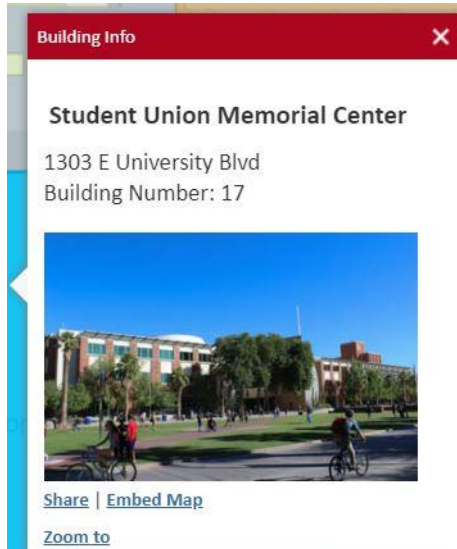 Building Info
Student Union Memorial Center
1303 E University Blvd
Building Number: 17
Share | Embed Map
Zoom to